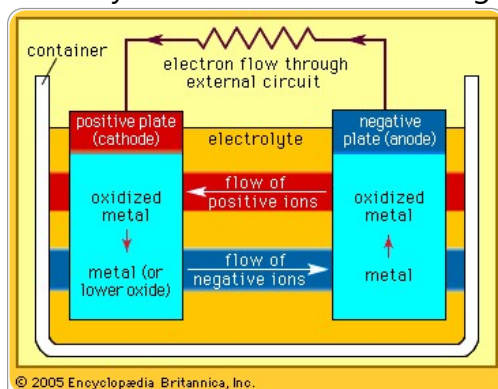 container
electron flow through
external circuit
positive plate
(cathode)
electrolyte
negative
plate (anode)
flow of
positive ions
oxidized
metal
metal (or
lower oxide)
flow of
negative ions
oxidized
metal
metal
© 2005 Encyclopædia Britannica, Inc.